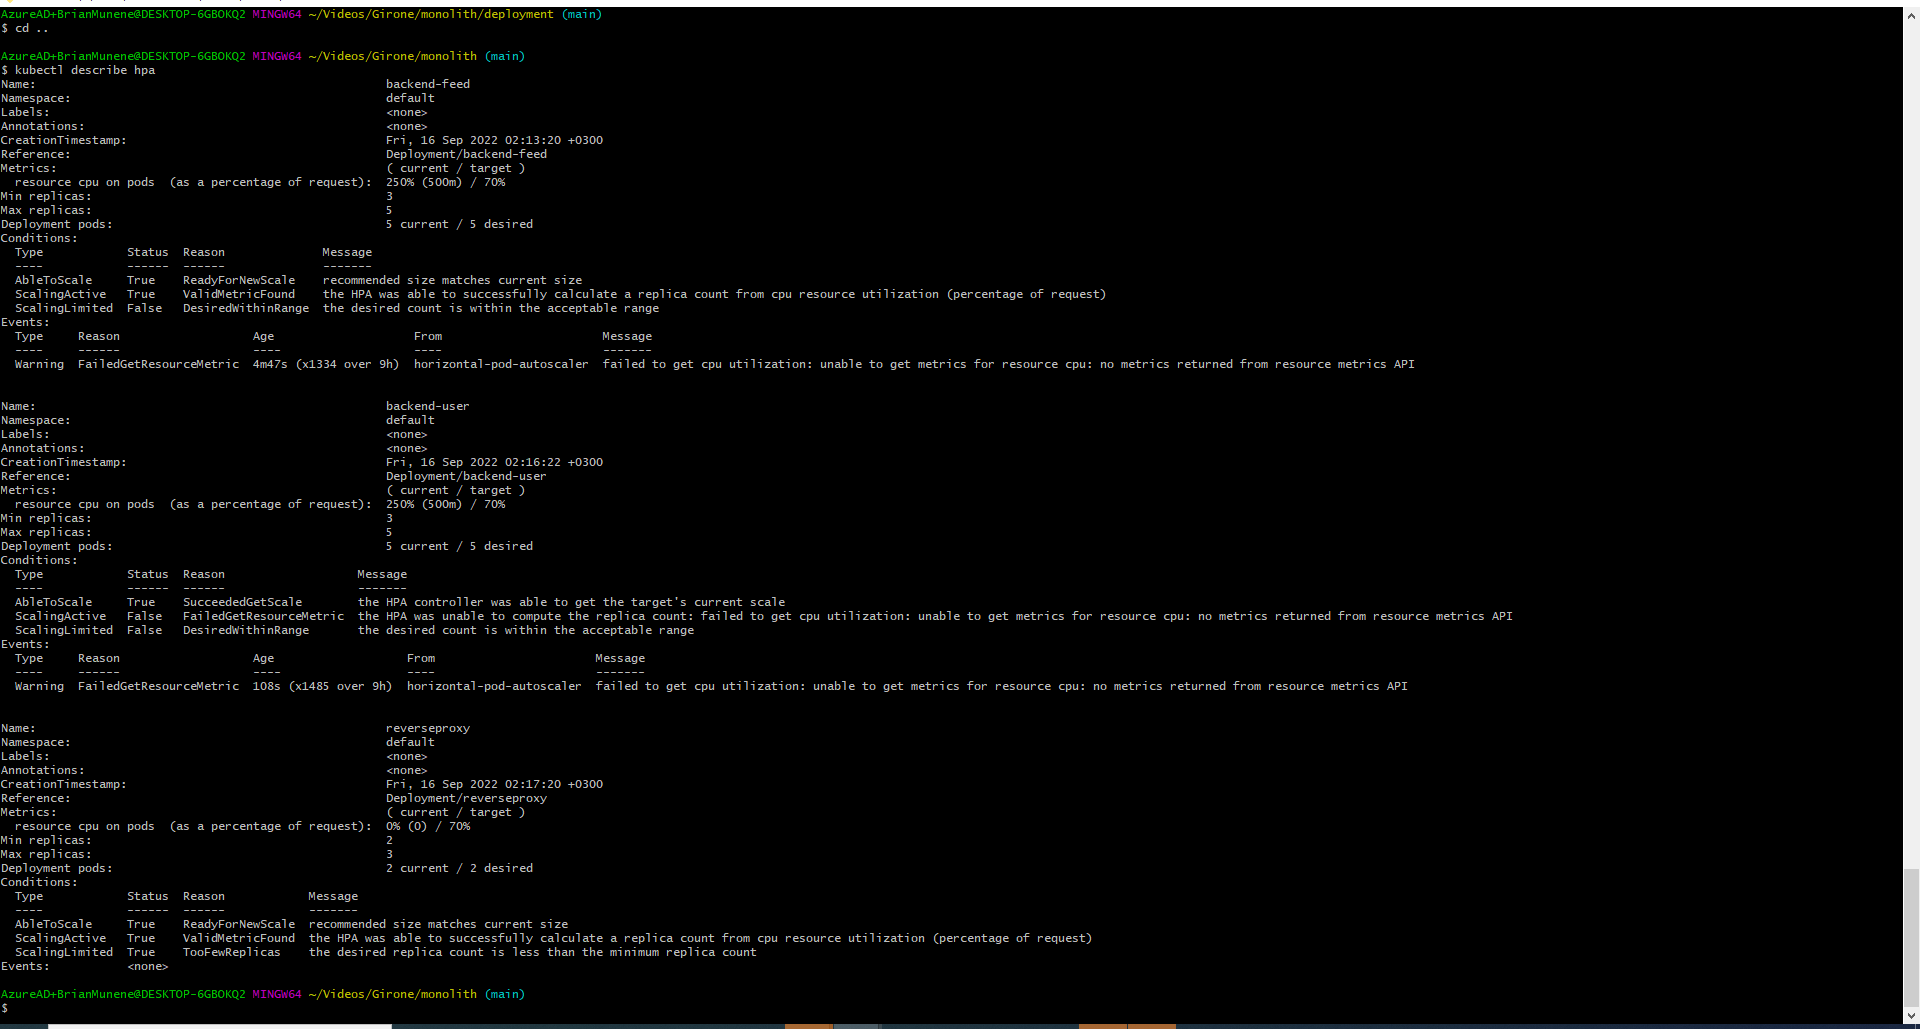 AzureAD+BrianMunene@DESKTOP-6GBOKQ2 MINGW64 ~/Videos/Girone/monolith/deployment (main)
$ cd ..

AzureAD+BrianMunene@DESKTOP-6GBOKQ2 MINGW64 ~/Videos/Girone/monolith (main)
$ kubectl describe hpa
Name:                                                  backend-feed
Namespace:                                             default
Labels:                                                <none>
Annotations:                                           <none>
CreationTimestamp:                                     Fri, 16 Sep 2022 02:13:20 +0300
Reference:                                             Deployment/backend-feed
Metrics:                                               ( current / target )
  resource cpu on pods  (as a percentage of request):  250% (500m) / 70%
Min replicas:                                          3
Max replicas:                                          5
Deployment pods:                                       5 current / 5 desired
Conditions:
  Type            Status  Reason              Message
  ----            ------  ------              -------
  AbleToScale     True    ReadyForNewScale    recommended size matches current size
  ScalingActive   True    ValidMetricFound    the HPA was able to successfully calculate a replica count from cpu resource utilization (percentage of request)
  ScalingLimited  False   DesiredWithinRange  the desired count is within the acceptable range
Events:
  Type     Reason                   Age                    From                       Message
  ----     ------                   ----                   ----                       -------
  Warning  FailedGetResourceMetric  4m47s (x1334 over 9h)  horizontal-pod-autoscaler  failed to get cpu utilization: unable to get metrics for resource cpu: no metrics returned from resource metrics API

Name:                                                  backend-user
Namespace:                                             default
Labels:                                                <none>
Annotations:                                           <none>
CreationTimestamp:                                     Fri, 16 Sep 2022 02:16:22 +0300
Reference:                                             Deployment/backend-user
Metrics:                                               ( current / target )
  resource cpu on pods  (as a percentage of request):  250% (500m) / 70%
Min replicas:                                          3
Max replicas:                                          5
Deployment pods:                                       5 current / 5 desired
Conditions:
  Type            Status  Reason                   Message
  ----            ------  ------                   -------
  AbleToScale     True    SucceededGetScale        the HPA controller was able to get the target's current scale
  ScalingActive   False   FailedGetResourceMetric  the HPA was unable to compute the replica count: failed to get cpu utilization: unable to get metrics for resource cpu: no metrics returned from resource metrics API
  ScalingLimited  False   DesiredWithinRange       the desired count is within the acceptable range
Events:
  Type     Reason                   Age                   From                       Message
  ----     ------                   ----                  ----                       -------
  Warning  FailedGetResourceMetric  108s (x1485 over 9h)  horizontal-pod-autoscaler  failed to get cpu utilization: unable to get metrics for resource cpu: no metrics returned from resource metrics API

Name:                                                  reverseproxy
Namespace:                                             default
Labels:                                                <none>
Annotations:                                           <none>
CreationTimestamp:                                     Fri, 16 Sep 2022 02:17:20 +0300
Reference:                                             Deployment/reverseproxy
Metrics:                                               ( current / target )
  resource cpu on pods  (as a percentage of request):  0% (0) / 70%
Min replicas:                                          2
Max replicas:                                          3
Deployment pods:                                       2 current / 2 desired
Conditions:
  Type            Status  Reason            Message
  ----            ------  ------            -------
  AbleToScale     True    ReadyForNewScale  recommended size matches current size
  ScalingActive   True    ValidMetricFound  the HPA was able to successfully calculate a replica count from cpu resource utilization (percentage of request)
  ScalingLimited  True    TooFewReplicas    the desired replica count is less than the minimum replica count
Events:           <none>

AzureAD+BrianMunene@DESKTOP-6GBOKQ2 MINGW64 ~/Videos/Girone/monolith (main)
$